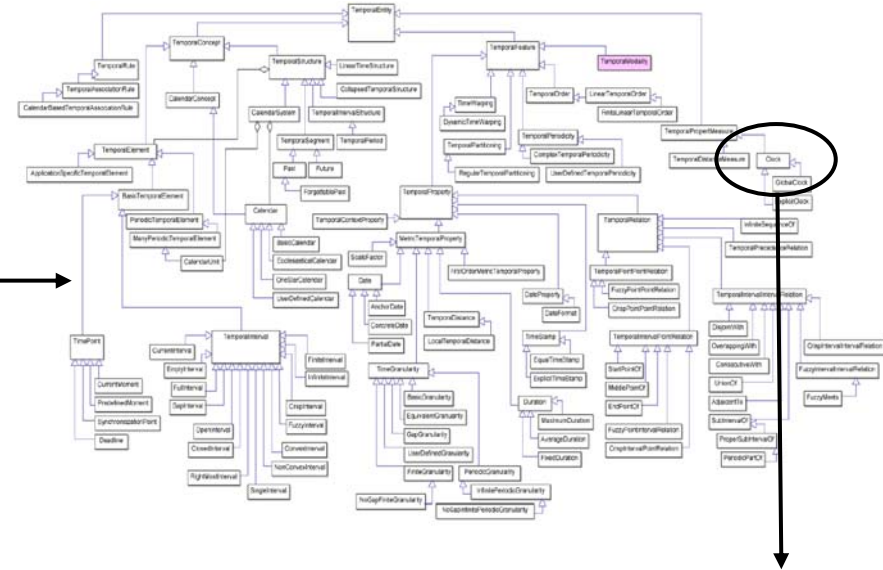 TemporalEntity
TemporalConcept
TemporalStructure
TemporalFeature
TemporalModality
TemporalRule
LinearTimeStructure
TemporalAssociationRule
CollapsedTemporalStructure
CalendarConcept
TemporalOrder
LinearTemporalOrder
TimeWarping
CalendarBasedTemporalAssociationRule
CalendarSystem
TemporalIntervalStructure
FiniteLinearTemporalOrder
DynamicTimeWarping
TemporalProperMeasure
TemporalSegment
TemporalPeriod
TemporalPeriodicity
TemporalElement
TemporalPartitioning
ComplexTemporalPeriodicity
TemporalDistanceMeasure
Clock
Past
Future
ApplicationSpecificTemporalElement
RegularTemporalPartitioning
UserDefinedTemporalPeriodicity
GlobalClock
ForgettablePast
BasicTemporalElement
TemporalProperty
ExplicitClock
PeriodicTemporalElement
Calendar
TemporalContextProperty
TemporalRelation
InfiniteSequenceOf
ManyPeriodicTemporalElement
MetricTemporalProperty
TemporalPrecedenceRelation
ScaleFactor
CalendarUnit
EcclesiasticalCalendar
FirstOrderMetricTemporalProperty
TemporalPointPointRelation
Date
DateProperty
FuzzyPointPointRelation
UserDefinedCalendar
AnchorDate
DateFormat
CrispPointPointRelation
TemporalIntervalIntervalRelation
ConcreteDate
TemporalDistance
PartialDate
LocalTemporalDistance
TimePoint
TemporalInterval
TimeStamp
TemporalIntervalPointRelation
DisjointWith
OverlappingWith
CrispIntervalIntervalRelation
CurrentInterval
FiniteInterval
EqualTimeStamp
StartPointOf
ConsecutiveWith
EmptyInterval
InfiniteInterval
TimeGranularity
ExplicitTimeStamp
MiddlePointOf
UnionOf
FuzzyIntervalIntervalRelation
CurrentMoment
FullInterval
BasicGranularity
EndPointOf
AdjacentTo
FuzzyMeets
PredefinedMoment
GapInterval
CrispInterval
EquivalentGranularity
Duration
SubIntervalOf
SynchronisationPoint
FuzzyInterval
GapGranularity
MaximumDuration
FuzzyPointIntervalRelation
ProperSubIntervalOf
Deadline
OpenInterval
ClosedInterval
ConvexInterval
UserDefinedGranularity
AverageDuration
CrispIntervalPointRelation
PeriodicPartOf
NonConvexInterval
FiniteGranularity
PeriodicGranularity
FixedDuration
SingleInterval
InfinitePeriodicGranularity
NoGapFiniteGranularity
NoGapInfinitePeriodicGranularity